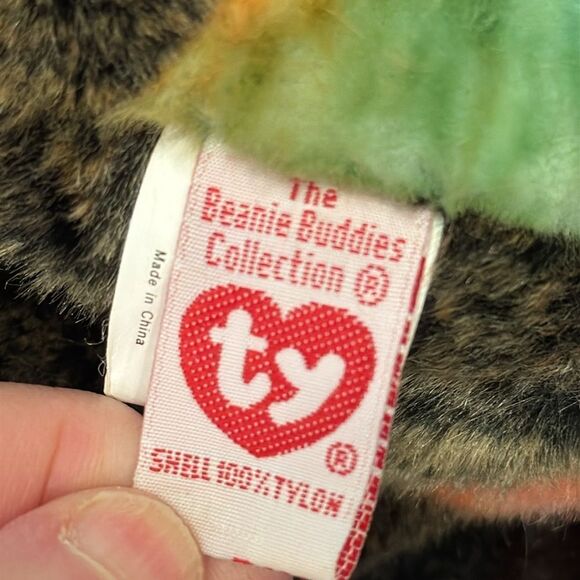 The
Beanie Buddies
Collection ®
ty
®
SHELL 100% TYLON
Made in China